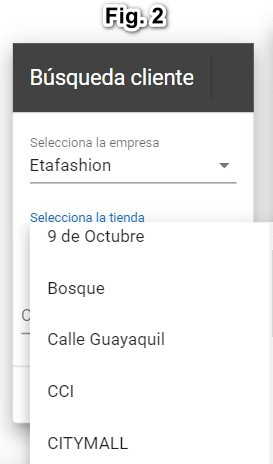 Fig. 2
Búsqueda cliente
Selecciona la empresa
Etafashion
Selecciona la tienda
9 de Octubre
Bosque
Calle Guayaquil
CCI
CITYMALL